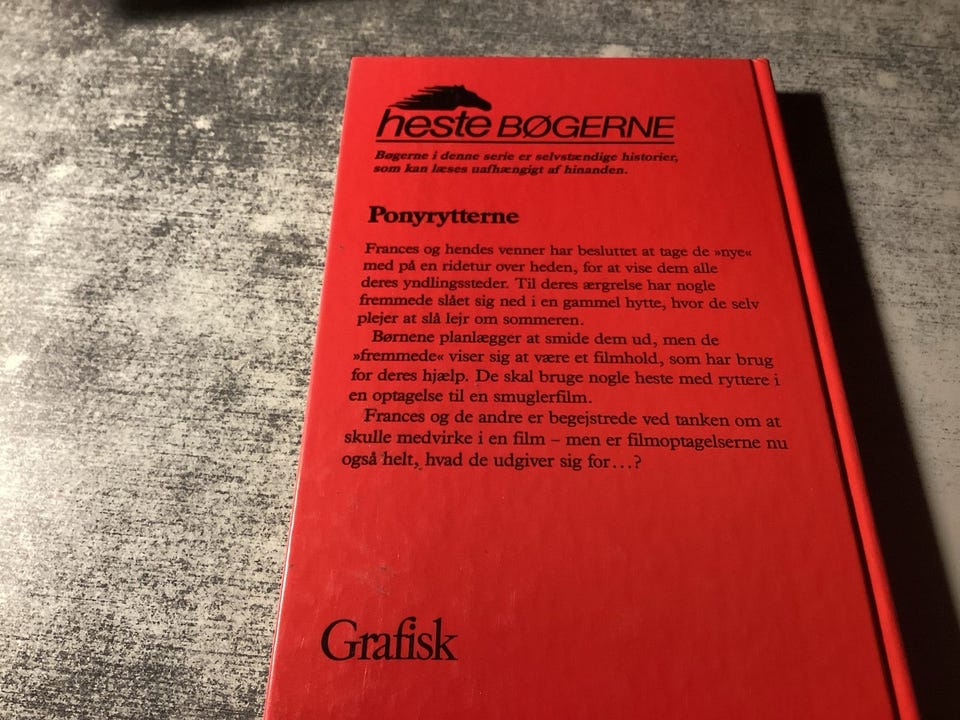 heste BØGERNE
Bøgerne i denne serie er selvstændige historier,
som kan læses uafhængigt af hinanden.
Ponyrytterne
Frances og hendes venner har besluttet at tage de »nye«
med på en ridetur over heden, for at vise dem alle
deres yndlingssteder. Til deres ærgrelse har nogle
fremmede slået sig ned i en gammel hytte, hvor de selv
plejer at slå lejr om sommeren.
Børnene planlægger at smide dem ud, men de
»fremmede« viser sig at være et filmhold, som har brug
for deres hjælp. De skal bruge nogle heste med ryttere i
en optagelse til en smuglerfilm.
Frances og de andre er begejstrede ved tanken om at
skulle medvirke i en film – men er filmoptagelserne nu
også helt, hvad de udgiver sig for...?
Grafisk